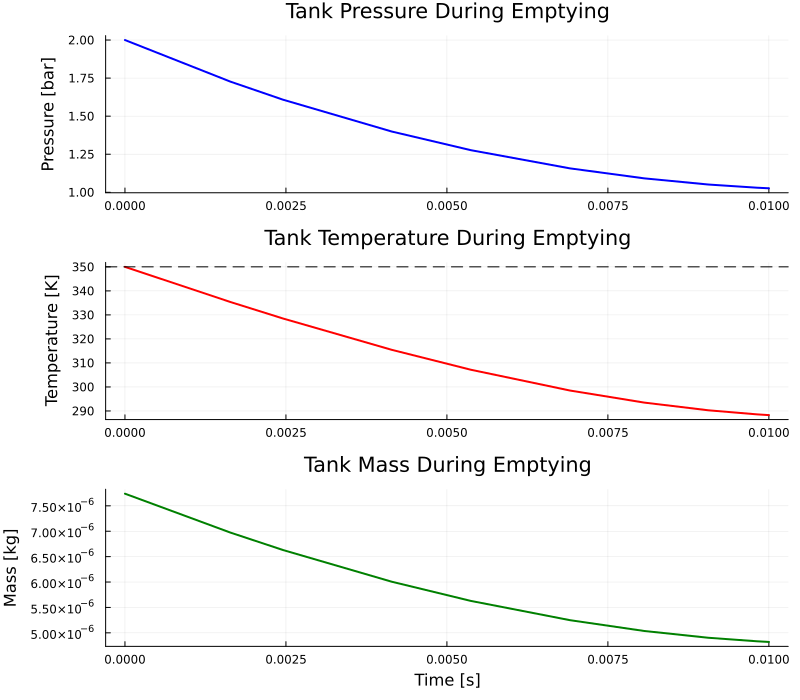 Tank Pressure During Emptying
Pressure [bar]
2.00
1.75
1.50
1.25
1.00
0.0000 0.0025 0.0050 0.0075 0.0100
Tank Temperature During Emptying
Temperature [K]
350
340
330
320
310
300
290
0.0000 0.0025 0.0050 0.0075 0.0100
Tank Mass During Emptying
Mass [kg]
7.50×10⁻⁶
7.00×10⁻⁶
6.50×10⁻⁶
6.00×10⁻⁶
5.50×10⁻⁶
5.00×10⁻⁶
0.0000 0.0025 0.0050 0.0075 0.0100
Time [s]